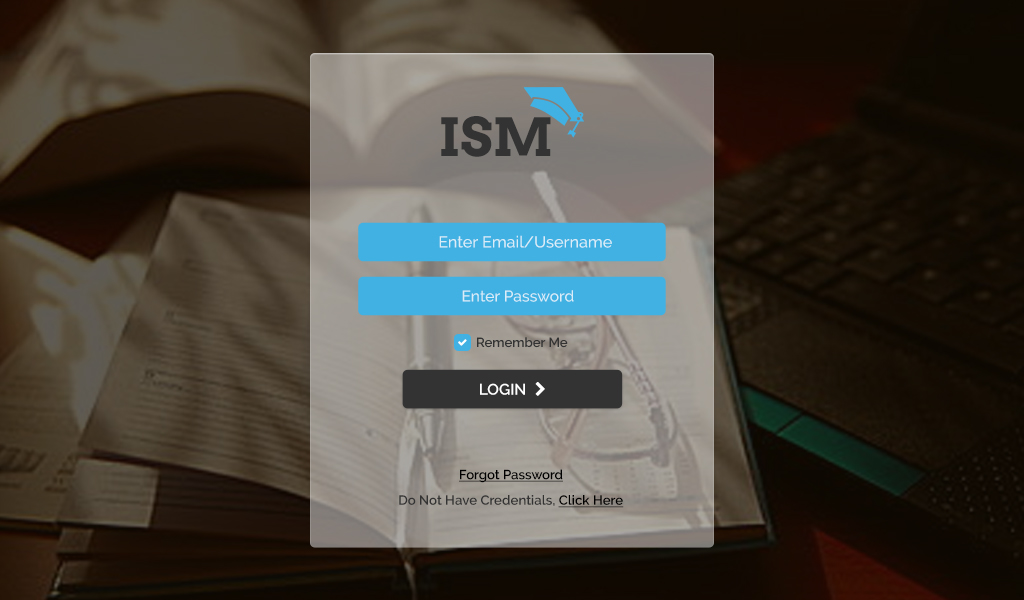 ISM
Enter Email/Username
Enter Password
Remember Me
LOGIN
Forgot Password
Do Not Have Credentials, Click Here